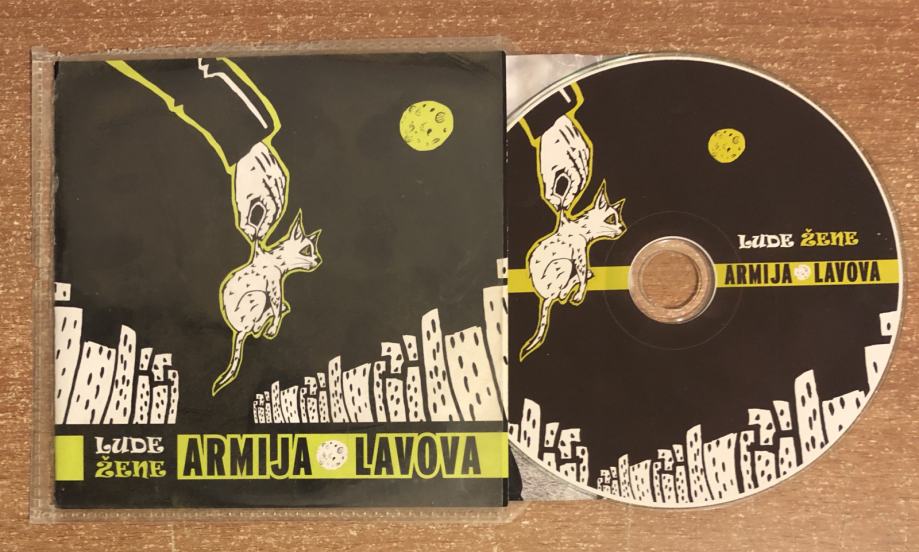 LUDE
ŽENE
ARMIJA LAVOVA
LUDE ŽENE
ARMIJA LAVOVA